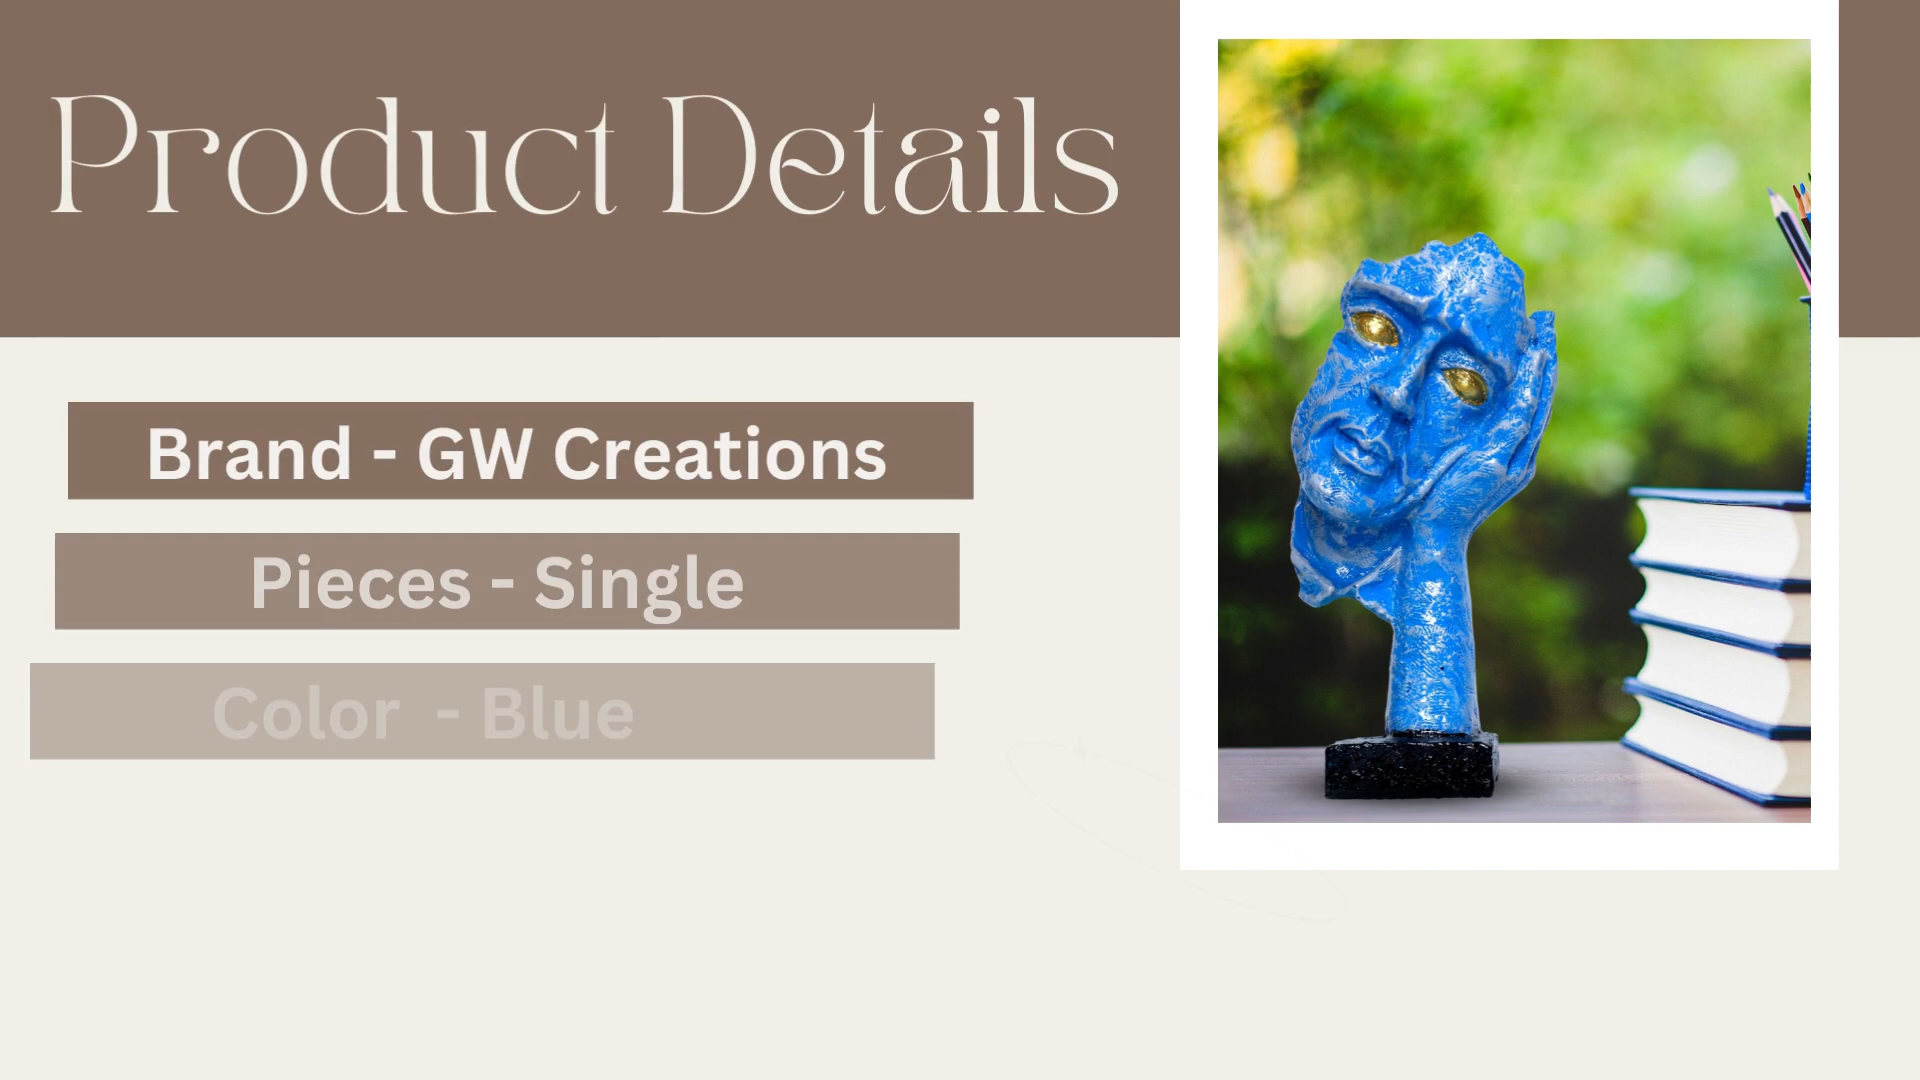 Product Details
Brand - GW Creations
Pieces - Single
Color - Blue